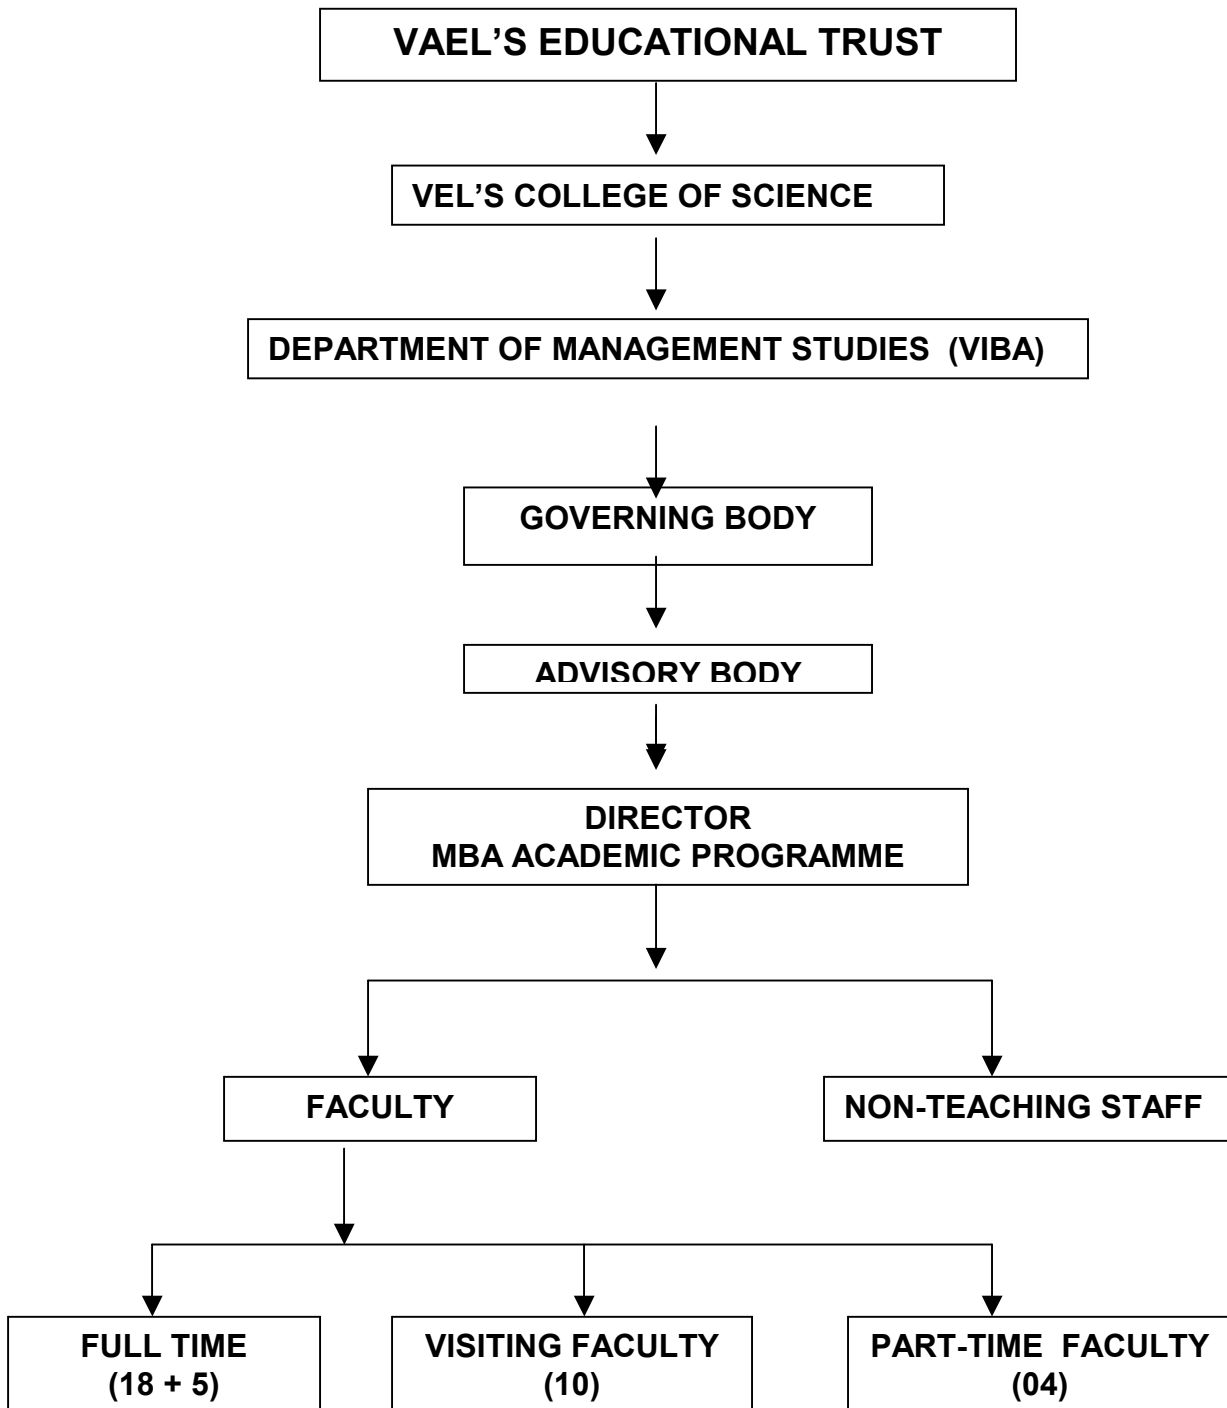 VAEL’S EDUCATIONAL TRUST
VEL’S COLLEGE OF SCIENCE
DEPARTMENT OF MANAGEMENT STUDIES (VIBA)
GOVERNING BODY
ADVISORY BODY
DIRECTOR
MBA ACADEMIC PROGRAMME
FACULTY
NON-TEACHING STAFF
FULL TIME
(18 + 5)
VISITING FACULTY
(10)
PART-TIME FACULTY
(04)